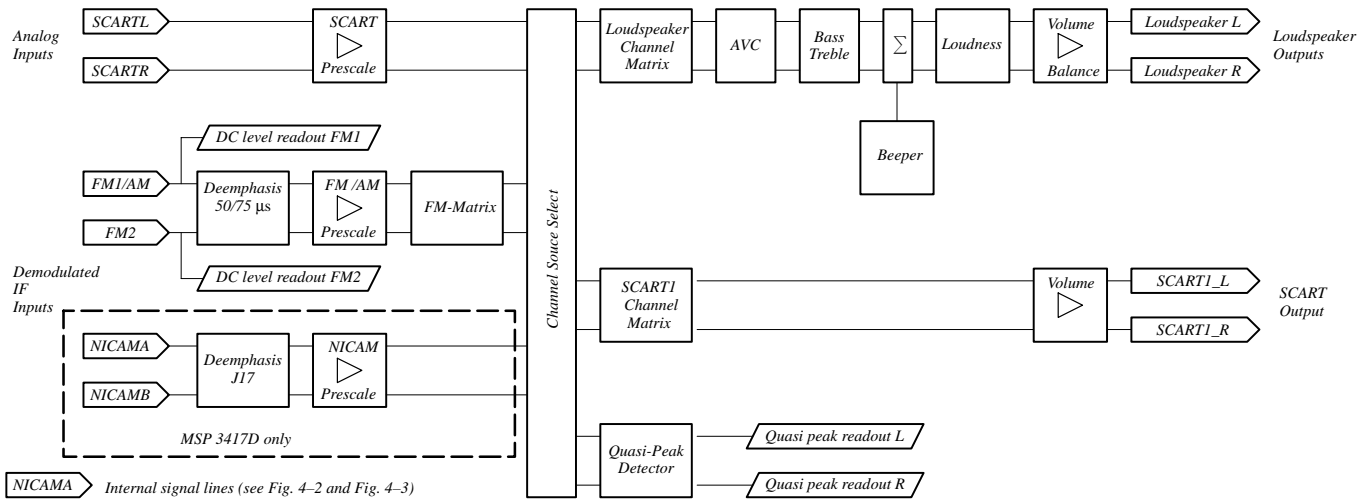 Analog
Inputs
SCARTL
SCARTR
SCART
Prescale
DC level readout FM1
FM1/AM
FM2
Deemphasis
50/75 µs
FM /AM
Prescale
FM-Matrix
DC level readout FM2
Demodulated
IF
Inputs
NICAMA
NICAMB
Deemphasis
J17
NICAM
Prescale
MSP 3417D only
NICAMA
Internal signal lines (see Fig. 4–2 and Fig. 4–3)
Channel Souce Select
Loudspeaker
Channel
Matrix
AVC
Bass
Treble
Σ
Beeper
Loudness
Volume
Balance
Loudspeaker L
Loudspeaker R
Loudspeaker
Outputs
SCART1
Channel
Matrix
Volume
SCART1_L
SCART1_R
SCART
Output
Quasi-Peak
Detector
Quasi peak readout L
Quasi peak readout R